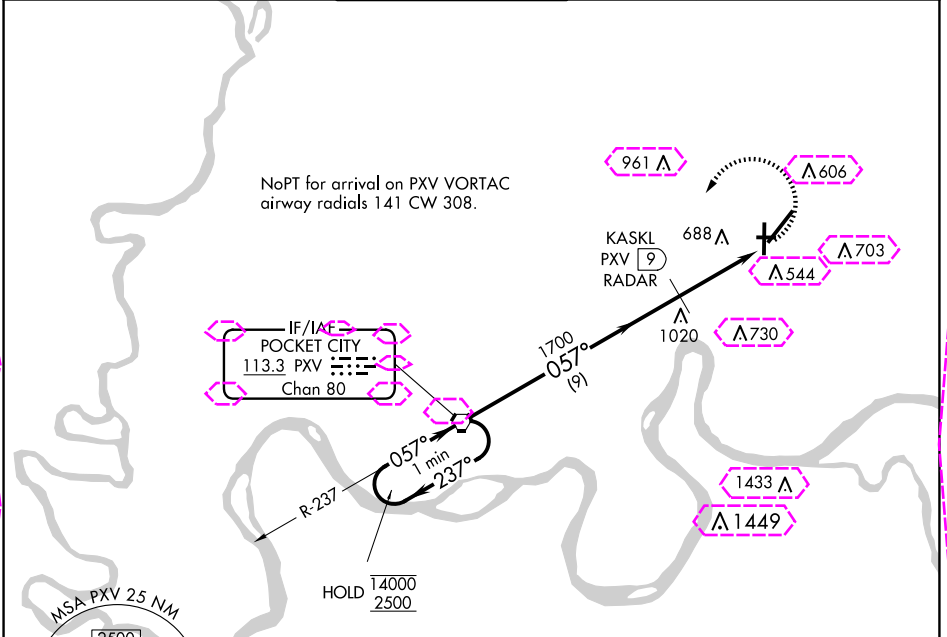 NoPT for arrival on PXV VORTAC
airway radials 141 CW 308.
961
606
688
703
544
KASKL
PXV 9
RADAR
1020
730
IF/IAF
POCKET CITY
113.3 PXV
Chan 80
1700
057°
(9)
057°
1 min
237°
R-237
1433
1449
HOLD 14000
2500
MSA PXV 25 NM
2500